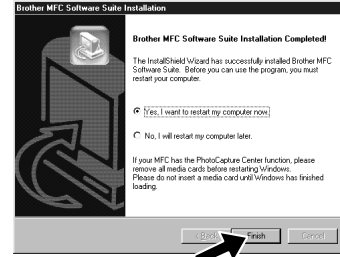 Brother MFC Software Suite Installation
Brother MFC Software Suite Installation Completed!
The InstallShield Wizard has successfully installed Brother
MFC Software Suite. Before you can use the program, you must
restart your computer.
Yes, I want to restart my computer now.
No, I will restart my computer later.
If your MFC has the PhotoCapture Center function, please
remove all media cards before restarting Windows.
Please do not insert a media card until Windows has finished
loading.
< Back Finish Cancel